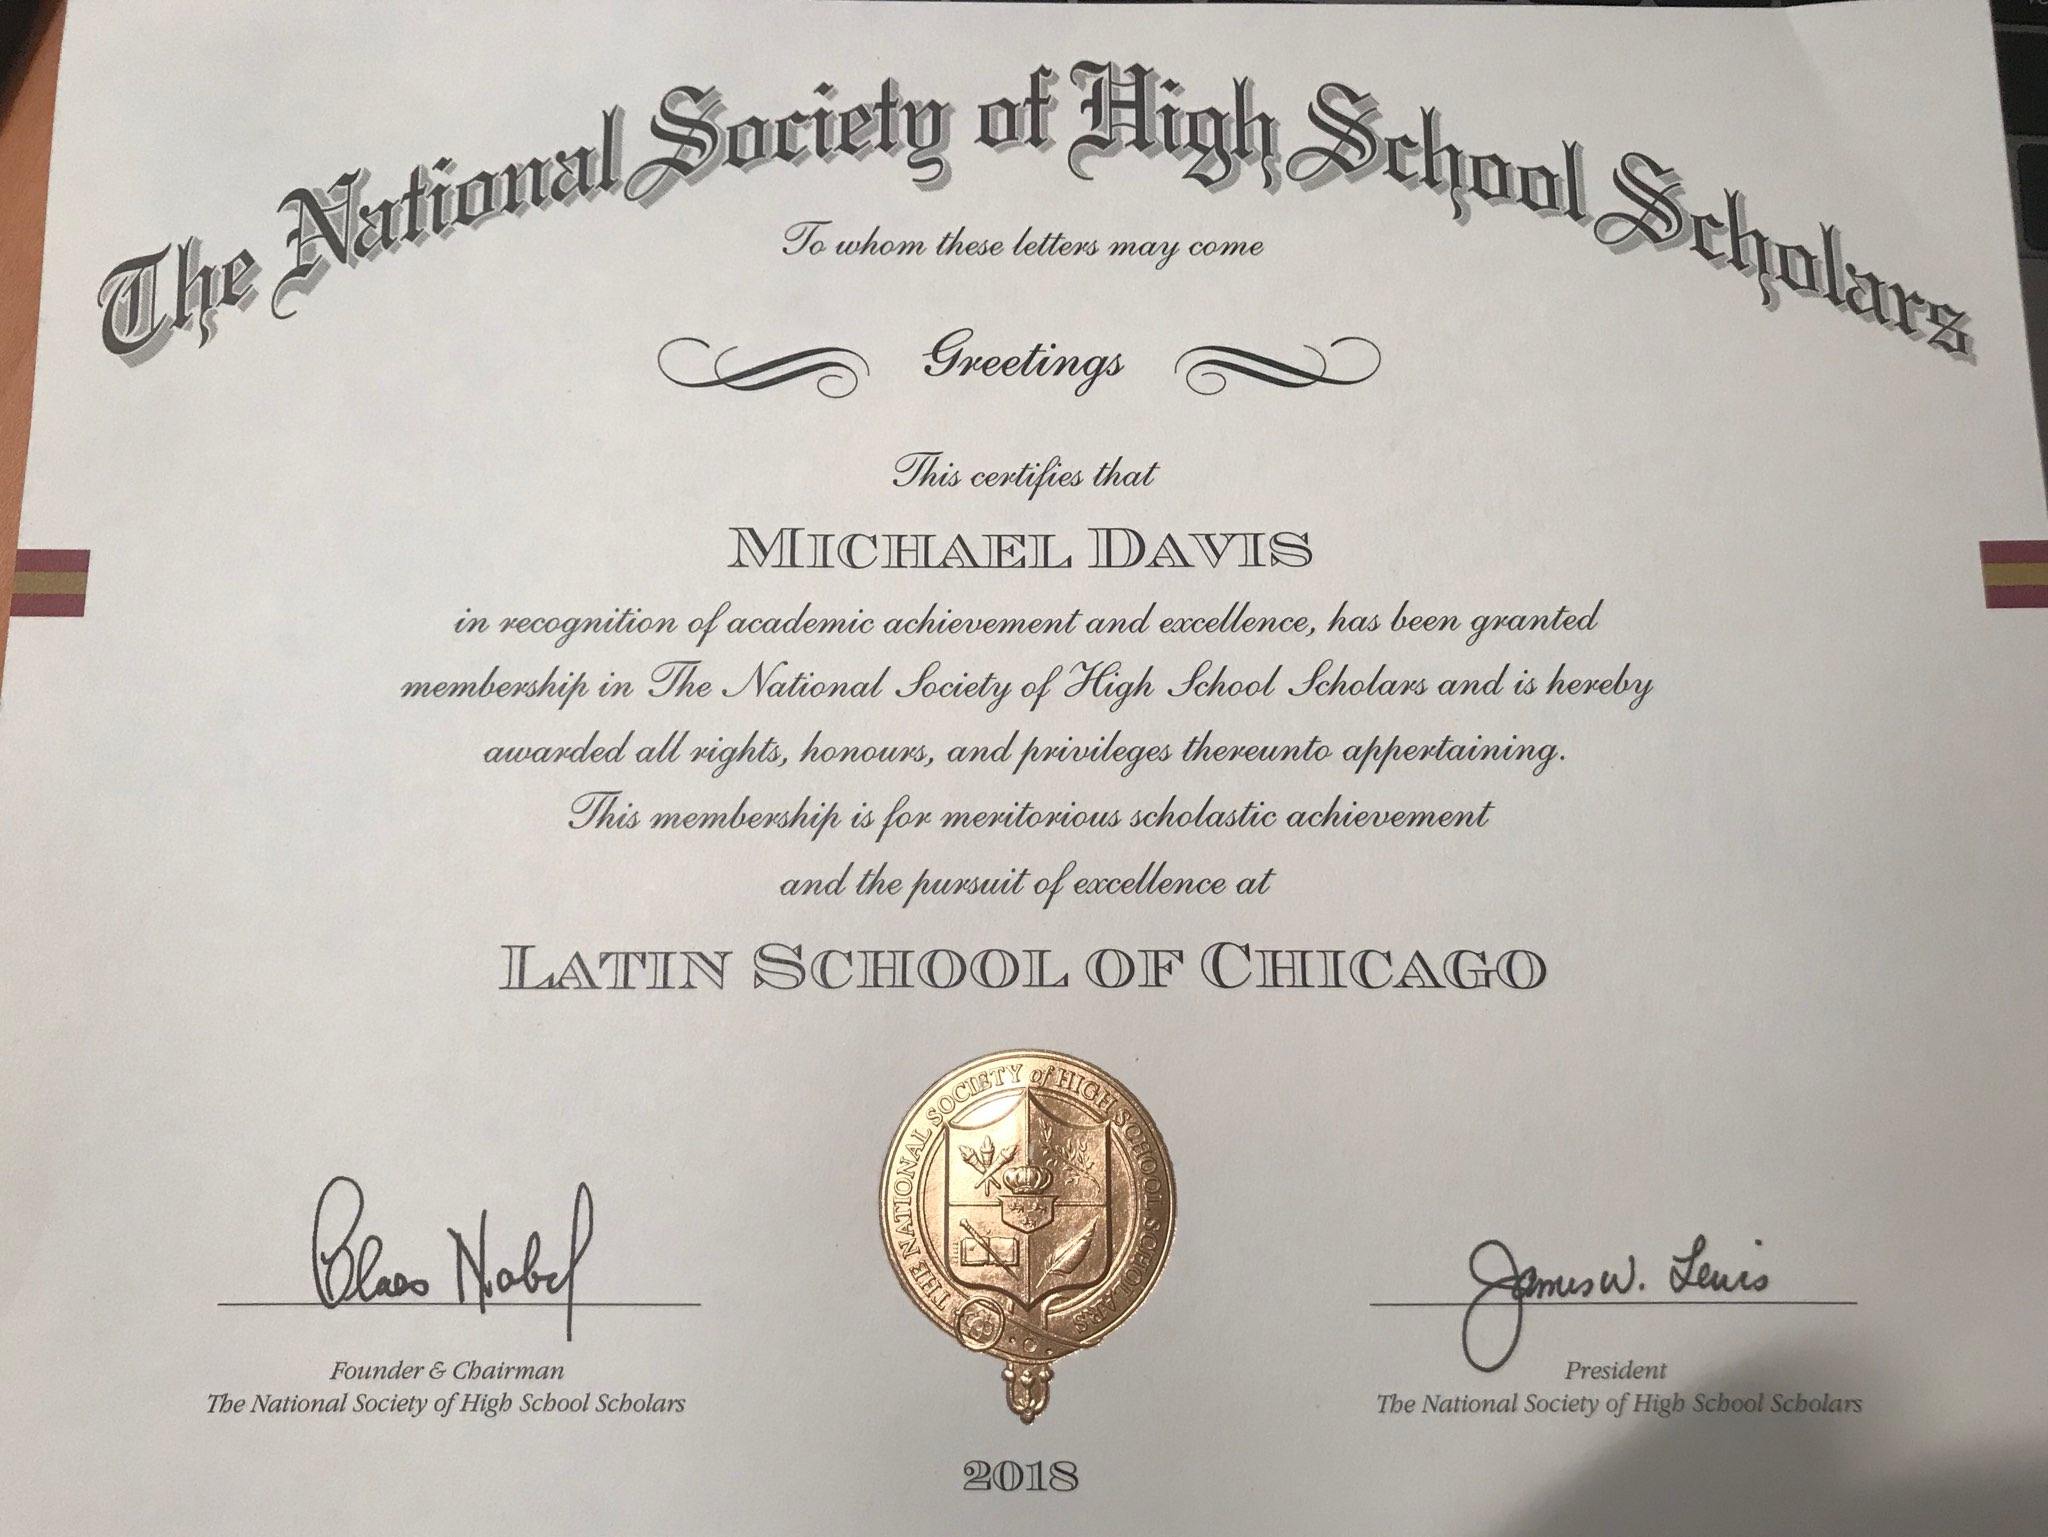 The National Society of High School Scholars
To whom these letters may come
Greetings
This certifies that
MICHAEL DAVIS
in recognition of academic achievement and excellence, has been granted
membership in The National Society of High School Scholars and is hereby
awarded all rights, honours, and privileges thereunto appertaining.
This membership is for meritorious scholastic achievement
and the pursuit of excellence at
LATIN SCHOOL OF CHICAGO
THE NATIONAL SOCIETY of HIGH SCHOOL SCHOLARS
Claes Nobel
James W. Lewis
Founder & Chairman
The National Society of High School Scholars
President
The National Society of High School Scholars
2018